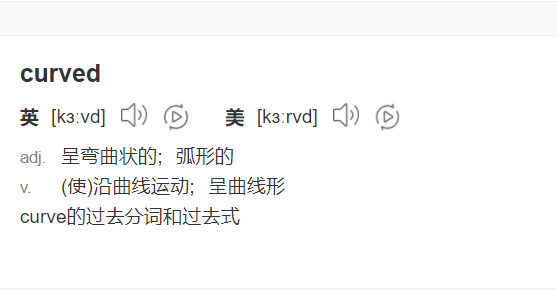 curved
英 [kɜːvd] 美 [kɜːrvd]
adj. 呈弯曲状的；弧形的
v. (使)沿曲线运动；呈曲线形
curve的过去分词和过去式